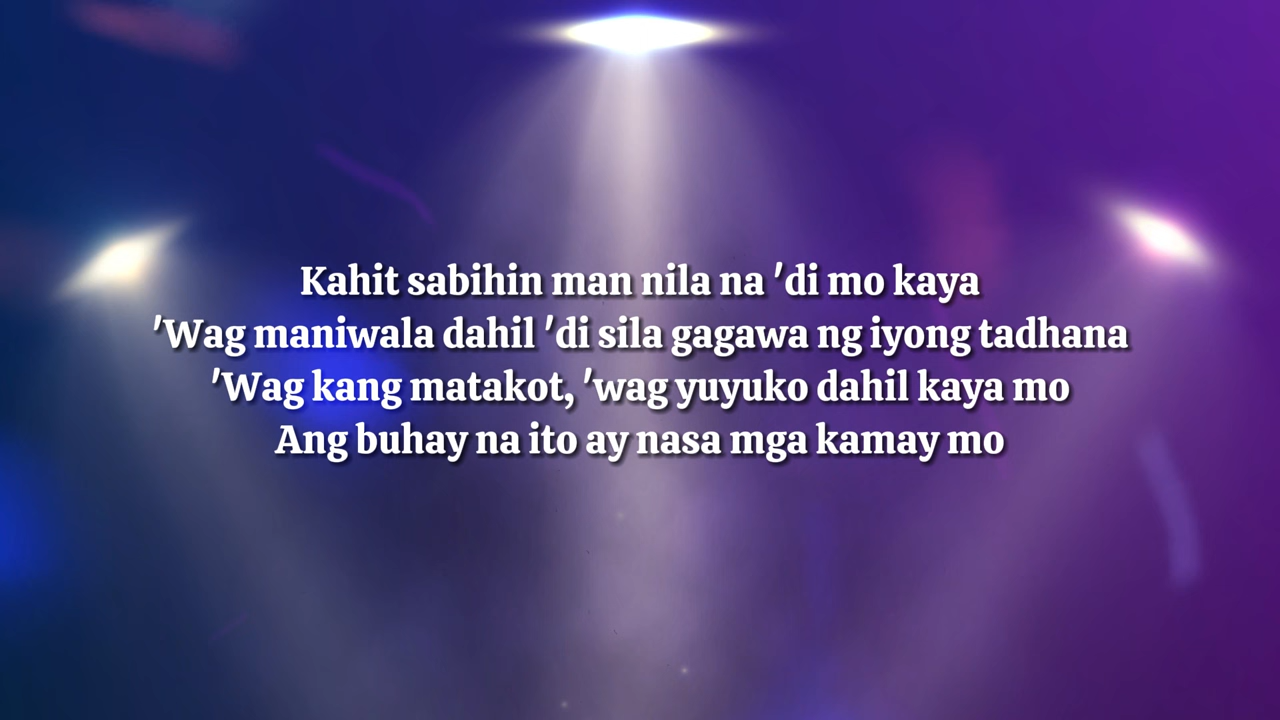 Kahit sabihin man nila na 'di mo kaya
'Wag maniwala dahil 'di sila gagawa ng iyong tadhana
'Wag kang matakot, 'wag yuyuko dahil kaya mo
Ang buhay na ito ay nasa mga kamay mo